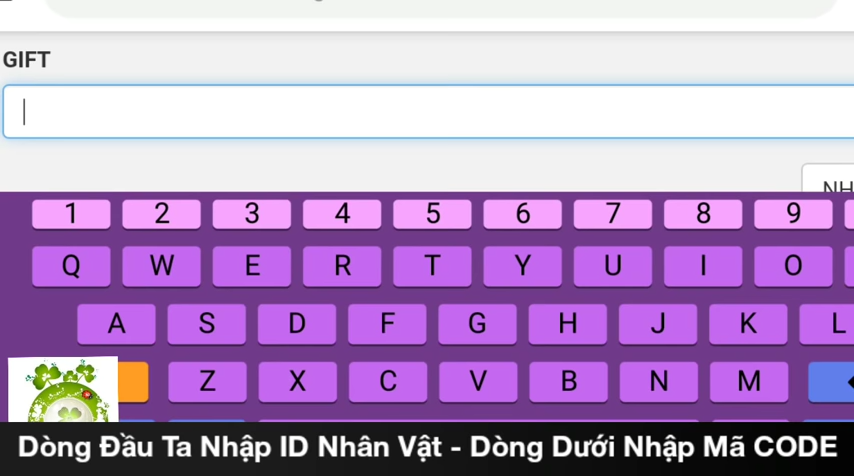 GIFT
NH
1 2 3 4 5 6 7 8 9
Q W E R T Y U I O
A S D F G H J K L
Z X C V B N M
Dòng Đầu Ta Nhập ID Nhân Vật - Dòng Dưới Nhập Mã CODE